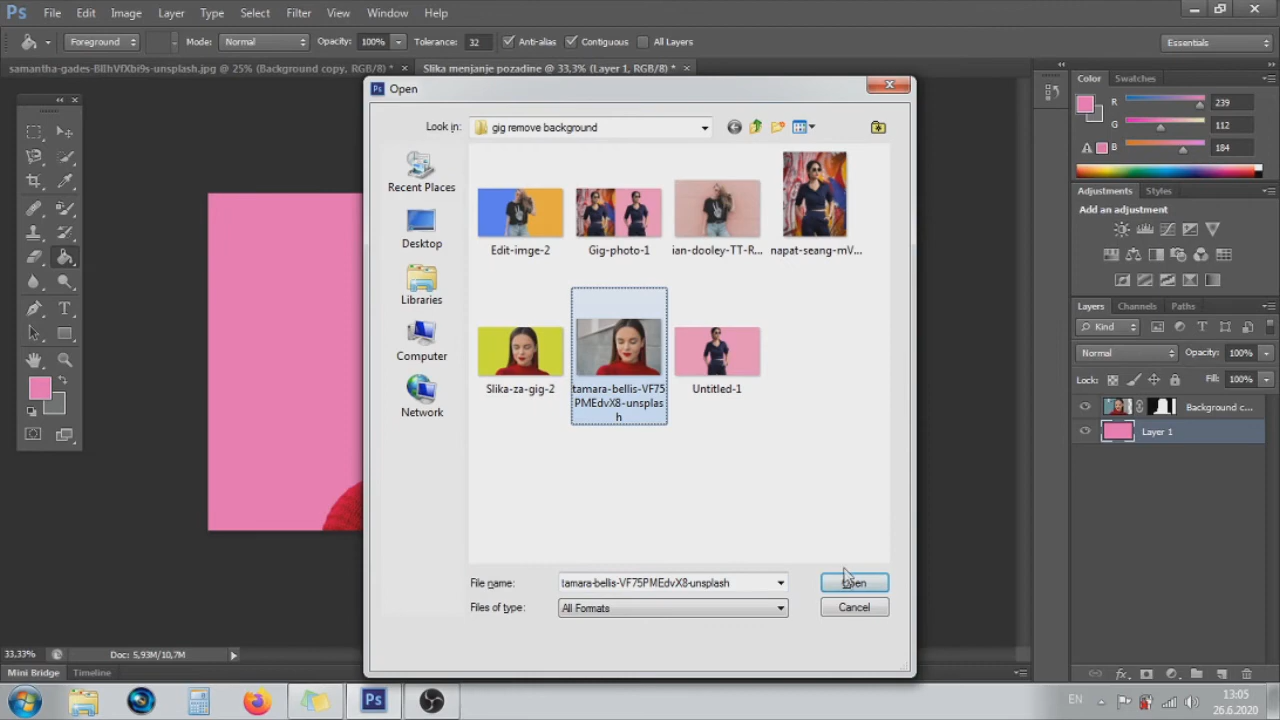 Ps File Edit Image Layer Type Select Filter View Window Help
Foreground Mode: Normal Opacity: 100% Tolerance: 32 Anti-alias Contiguous All Layers Essentials
samantha-gades-BlIhVfXbi9s-unsplash.jpg @ 25% (Background copy, RGB/8) * × Slika menjanje pozadine @ 33,3% (Layer 1, RGB/8) * ×
Open
Look in: gig remove background
Recent Places
Desktop
Libraries
Computer
Network
Edit-imge-2 Gig-photo-1 ian-dooley-TT-R... napat-seang-mV...
Slika-za-gig-2 tamara-bellis-VF75 Untitled-1
PMEdvX8-unsplas
h
File name: tamara-bellis-VF75PMEdvX8-unsplash Open
Files of type: All Formats Cancel
Color Swatches
R 239
G 112
B 184
Adjustments Styles
Add an adjustment
Layers Channels Paths
Kind
Normal Opacity: 100%
Lock: Fill: 100%
Background c...
Layer 1
33,33% Doc: 5,93M/10,7M
Mini Bridge Timeline
Ps EN 13:05
26.6.2020